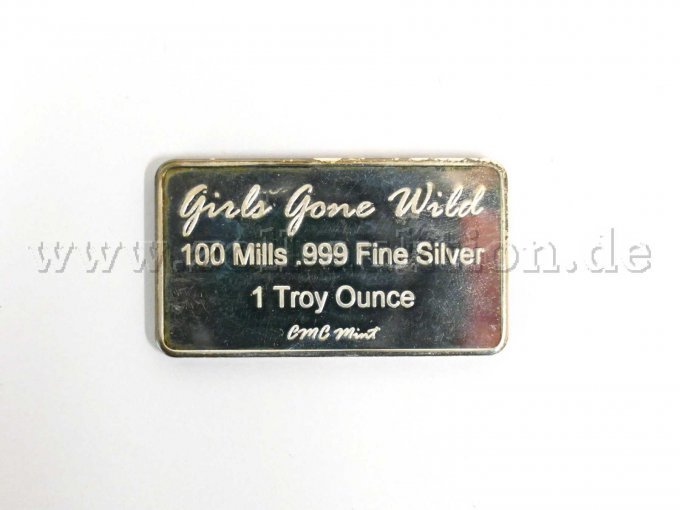 Girls Gone Wild
100 Mills .999 Fine Silver
1 Troy Ounce
CMC Mint